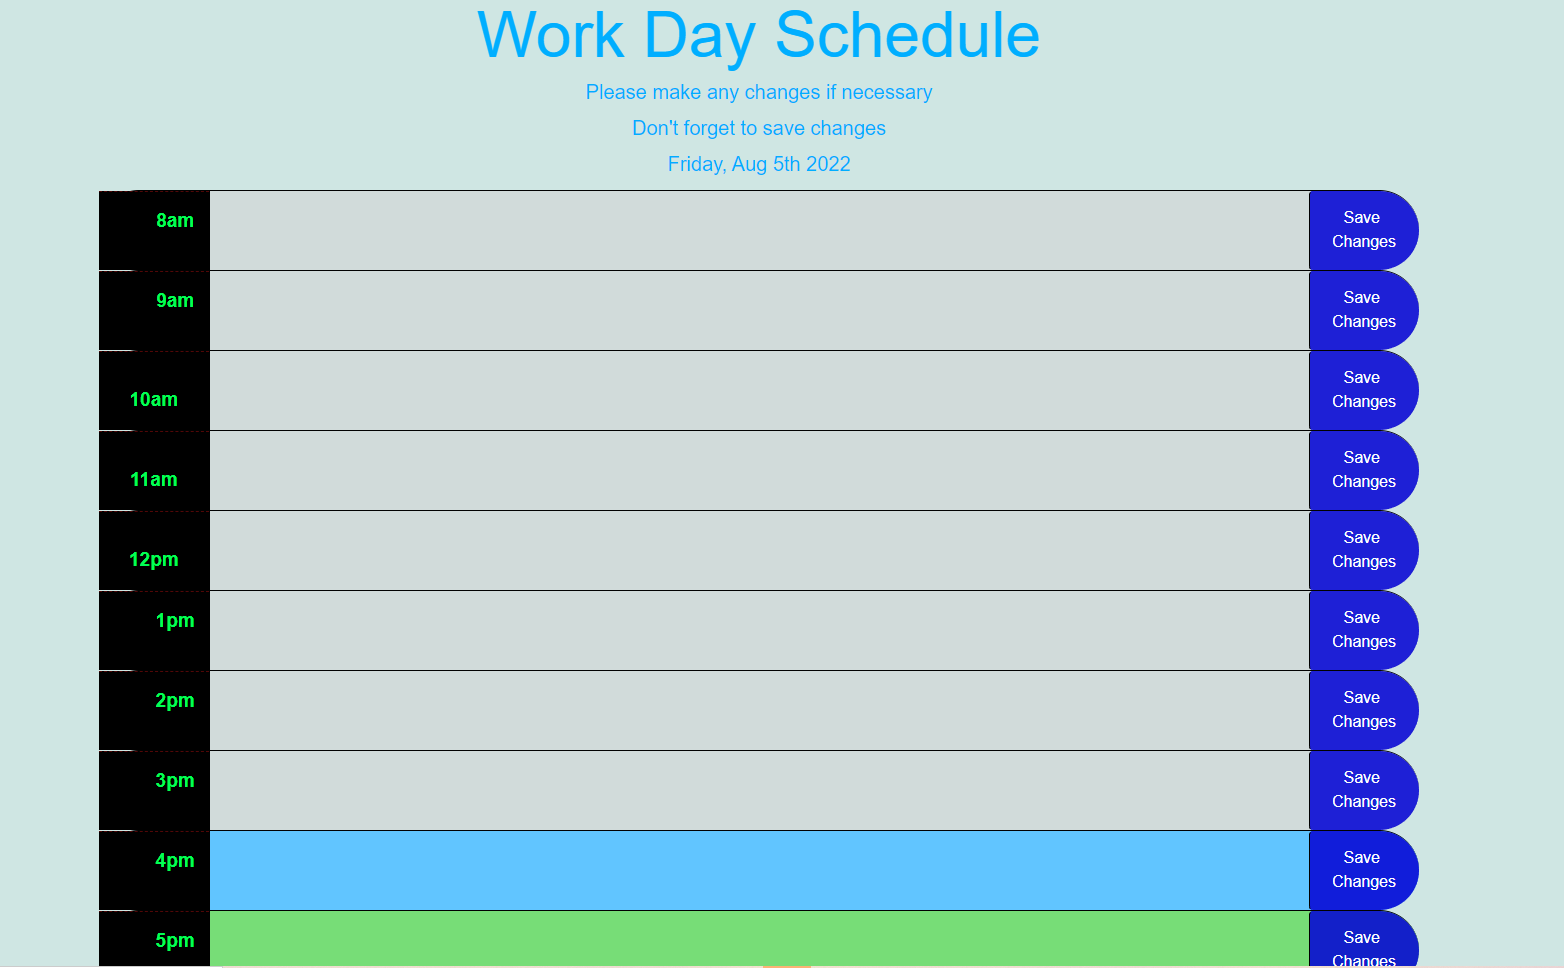 Work Day Schedule
Please make any changes if necessary
Don't forget to save changes
Friday, Aug 5th 2022
8am
Save
Changes
9am
Save
Changes
10am
Save
Changes
11am
Save
Changes
12pm
Save
Changes
1pm
Save
Changes
2pm
Save
Changes
3pm
Save
Changes
4pm
Save
Changes
5pm
Save
Changes